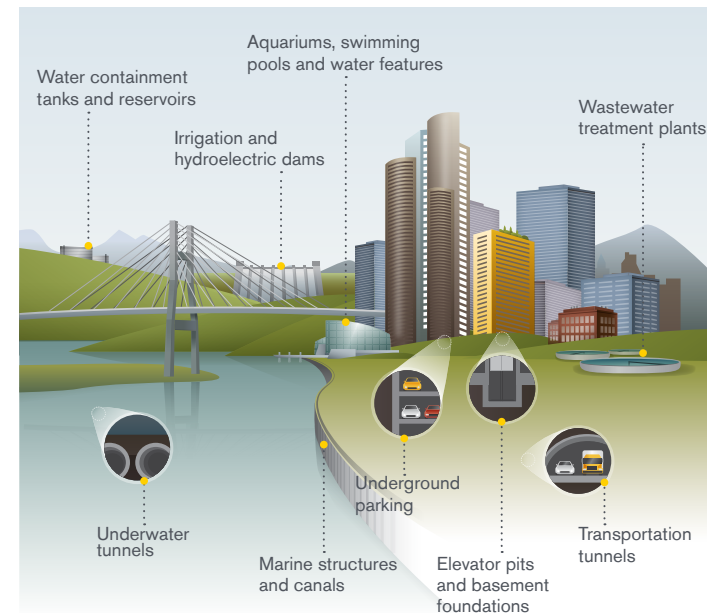 Aquariums, swimming
pools and water features
Water containment
tanks and reservoirs
Wastewater
treatment plants
Irrigation and
hydroelectric dams
Underground
parking
Underwater
tunnels
Marine structures
and canals
Elevator pits
and basement
foundations
Transportation
tunnels